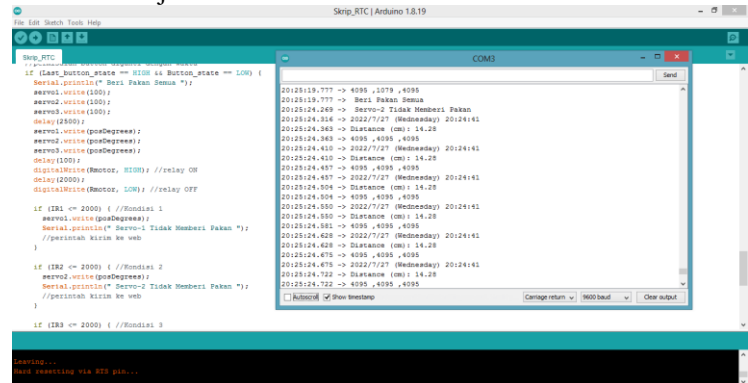 Skrip_RTC | Arduino 1.8.19
File Edit Sketch Tools Help
Skrip_RTC
if (Last_button_state == HIGH && Button_state == LOW) {
Serial.println(" Beri Pakan Semua ");
servo1.write(100);
servo2.write(100);
servo3.write(100);
delay(2500);
servo1.write(posDegrees);
servo2.write(posDegrees);
servo3.write(posDegrees);
delay(100);
digitalWrite(Rmotor, HIGH); //relay ON
delay(2000);
digitalWrite(Rmotor, LOW); //relay OFF
if (IR1 <= 2000) { //Kondisi 1
servo1.write(posDegrees);
Serial.println(" Servo-1 Tidak Memberi Pakan ");
//perintah kirim ke web
}
if (IR2 <= 2000) { //Kondisi 2
servo2.write(posDegrees);
Serial.println(" Servo-2 Tidak Memberi Pakan ");
//perintah kirim ke web
}
if (IR3 <= 2000) { //Kondisi 3
COM3
Send
20:25:19.777 -> 4095 ,1079 ,4095
20:25:19.777 -> Beri Pakan Semua
20:25:24.269 -> Servo-2 Tidak Memberi Pakan
20:25:24.316 -> 2022/7/27 (Wednesday) 20:24:41
20:25:24.363 -> Distance (cm): 14.28
20:25:24.363 -> 4095 ,4095 ,4095
20:25:24.410 -> 2022/7/27 (Wednesday) 20:24:41
20:25:24.410 -> Distance (cm): 14.28
20:25:24.457 -> 4095 ,4095 ,4095
20:25:24.457 -> 2022/7/27 (Wednesday) 20:24:41
20:25:24.504 -> Distance (cm): 14.28
20:25:24.504 -> 4095 ,4095 ,4095
20:25:24.550 -> 2022/7/27 (Wednesday) 20:24:41
20:25:24.550 -> Distance (cm): 14.28
20:25:24.581 -> 4095 ,4095 ,4095
20:25:24.628 -> 2022/7/27 (Wednesday) 20:24:41
20:25:24.628 -> Distance (cm): 14.28
20:25:24.675 -> 4095 ,4095 ,4095
20:25:24.675 -> 2022/7/27 (Wednesday) 20:24:41
20:25:24.722 -> Distance (cm): 14.28
20:25:24.722 -> 4095 ,4095 ,4095
Autoscroll Show timestamp Carriage return 9600 baud Clear output
Leaving...
Hard resetting via RTS pin...